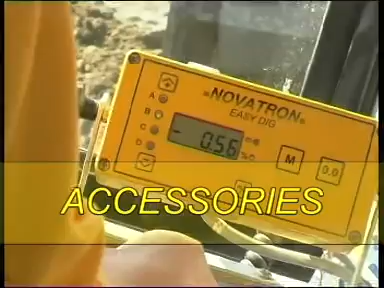 NOVATRON
EASY DIG
A
B
C
D
- 0.56
M
0.0
ACCESSORIES